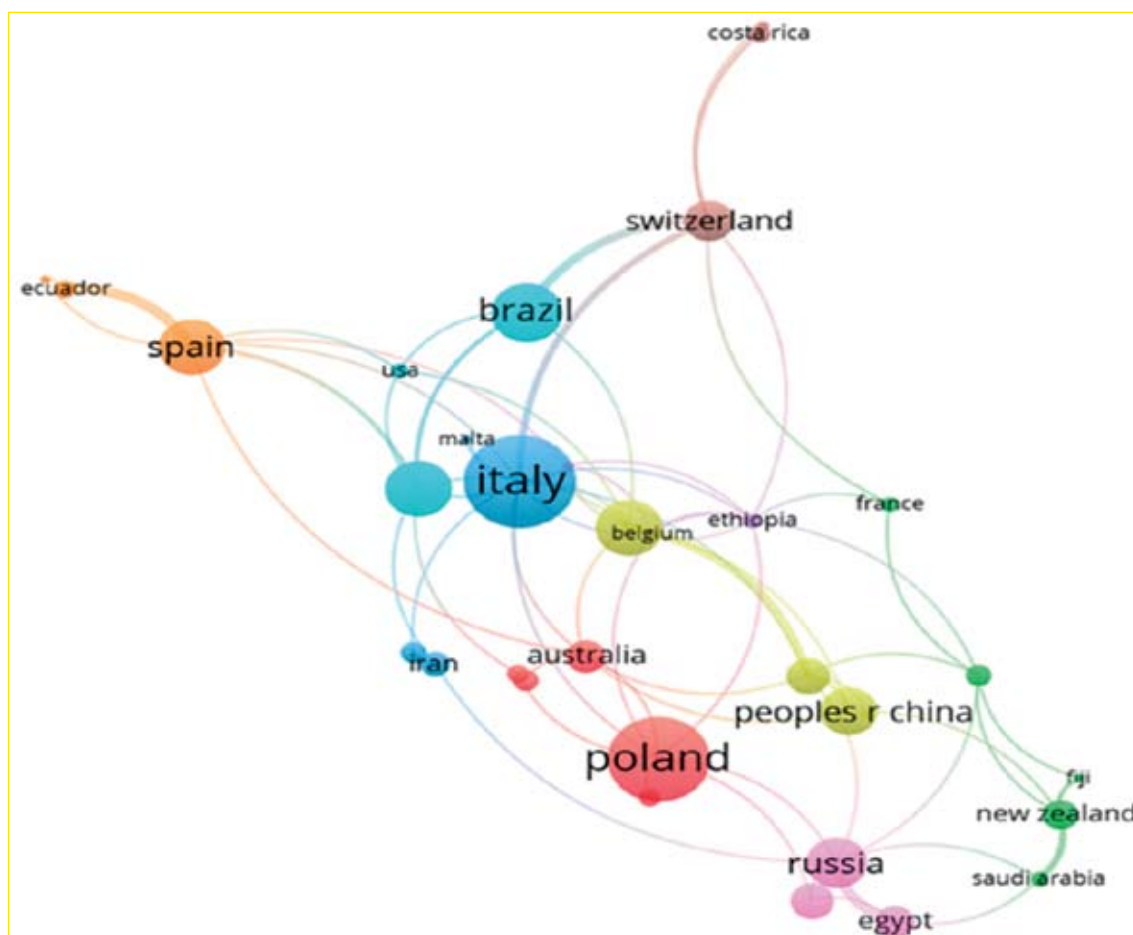 costa rica
switzerland
ecuador
brazil
spain
usa
malta
italy
france
ethiopia
belgium
australia
iran
peoples r china
poland
fiji
new zealand
russia
saudi arabia
egypt